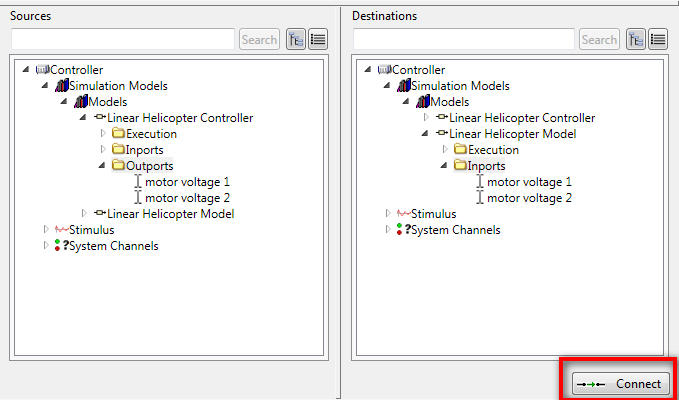 Sources
Search
Controller
Simulation Models
Models
Linear Helicopter Controller
Execution
Inports
Outports
motor voltage 1
motor voltage 2
Linear Helicopter Model
Stimulus
?System Channels
Destinations
Search
Controller
Simulation Models
Models
Linear Helicopter Controller
Linear Helicopter Model
Execution
Inports
motor voltage 1
motor voltage 2
Stimulus
?System Channels
Connect